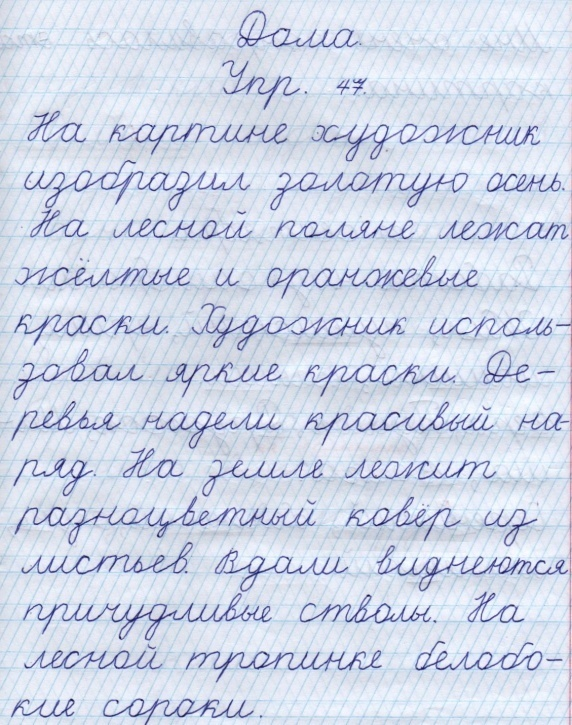 Дома.
Упр. 47.
На картине художник
изобразил золотую осень.
На лесной поляне лежат
жёлтые и оранжевые
краски. Художник исполь-
зовал яркие краски. Де-
ревья надели красивый на-
ряд. На земле лежит
разноцветный ковёр из
листьев. Вдали виднеются
причудливые стволы. На
лесной тропинке белобо-
кие сороки.